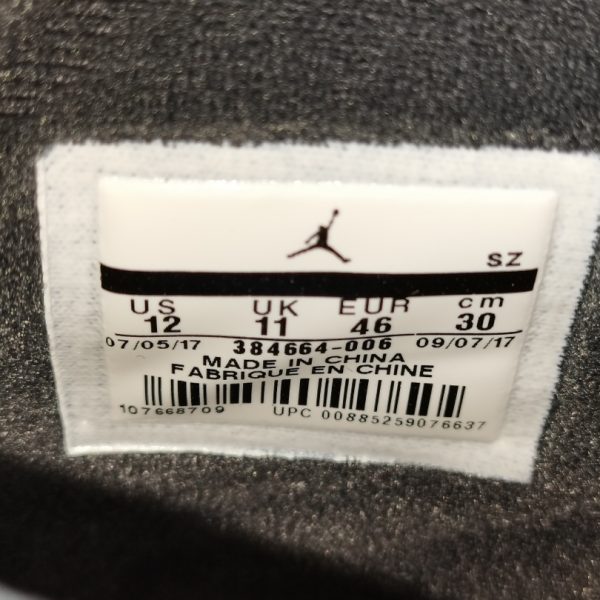 SZ
US UK EUR cm
12 11 46 30
07/05/17 384664-006 09/07/17
MADE IN CHINA
FABRIQUE EN CHINE
107668709 UPC 00885259076637